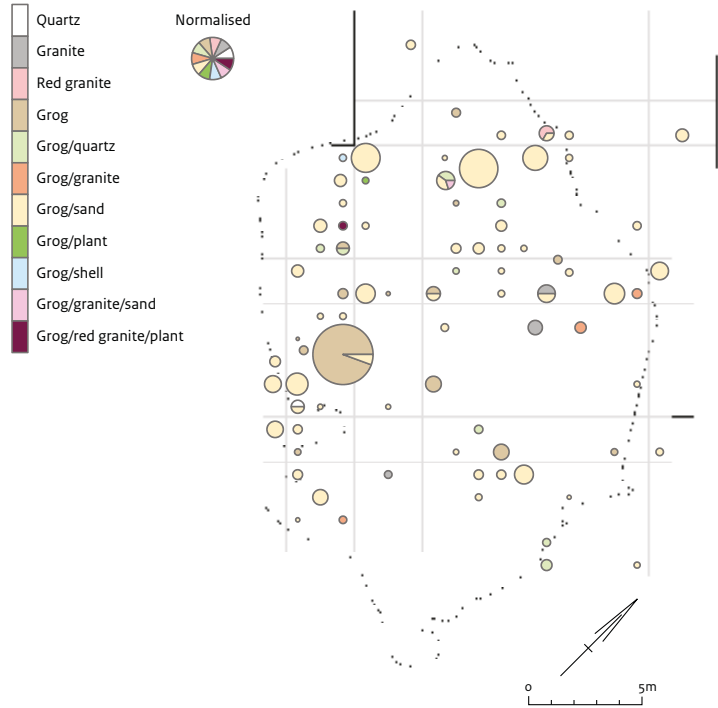 Quartz
Normalised
Granite
Red granite
Grog
Grog/quartz
Grog/granite
Grog/sand
Grog/plant
Grog/shell
Grog/granite/sand
Grog/red granite/plant
0 5m